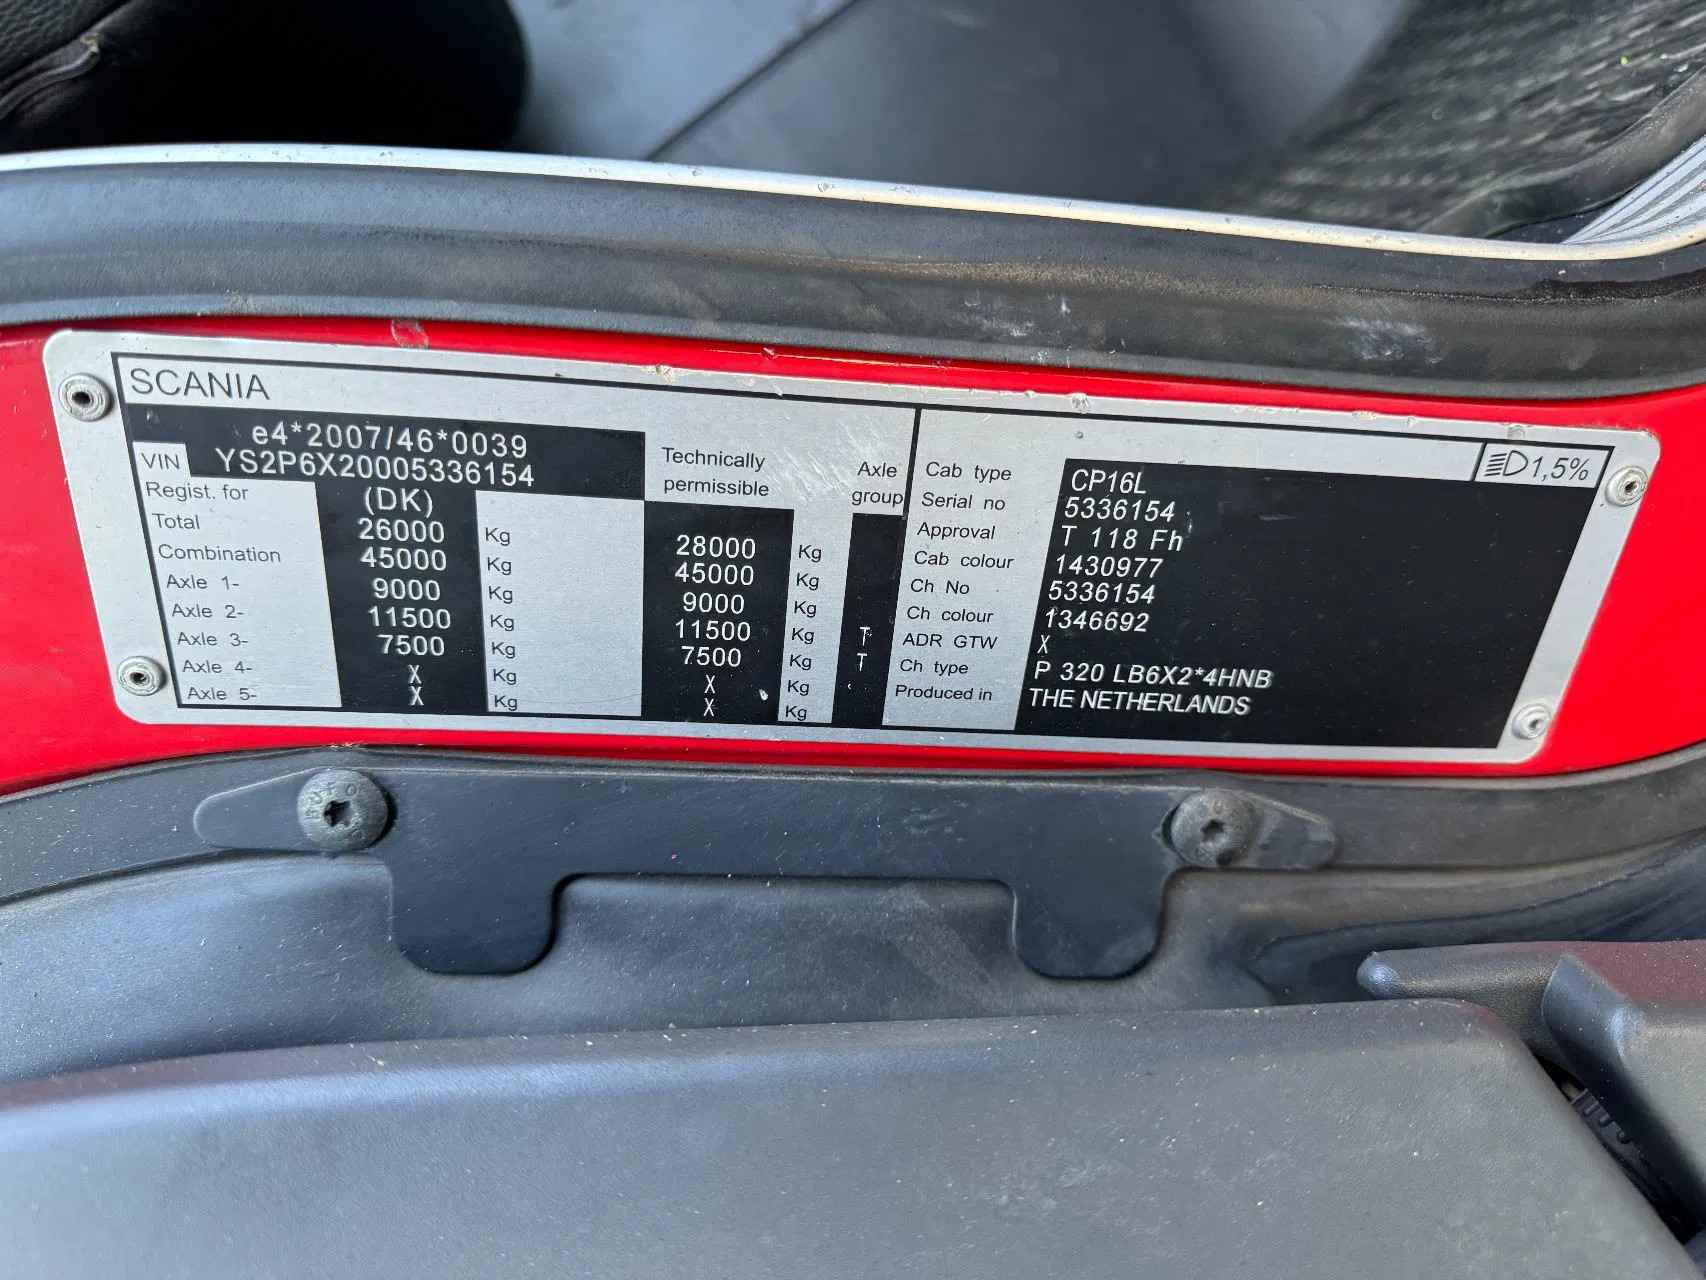 SCANIA
e4*2007/46*0039
VIN YS2P6X20005336154
Technically permissible
Axle group
Regist. for (DK)
Total 26000 Kg 28000 Kg
Combination 45000 Kg 45000 Kg
Axle 1- 9000 Kg 9000 Kg
Axle 2- 11500 Kg 11500 Kg T
Axle 3- 7500 Kg 7500 Kg T
Axle 4- X Kg X Kg
Axle 5- X Kg X Kg
1,5%
Cab type CP16L
Serial no 5336154
Approval T 118 Fh
Cab colour 1430977
Ch No 5336154
Ch colour 1346692
ADR GTW X
Ch type P 320 LB6X2*4HNB
Produced in THE NETHERLANDS